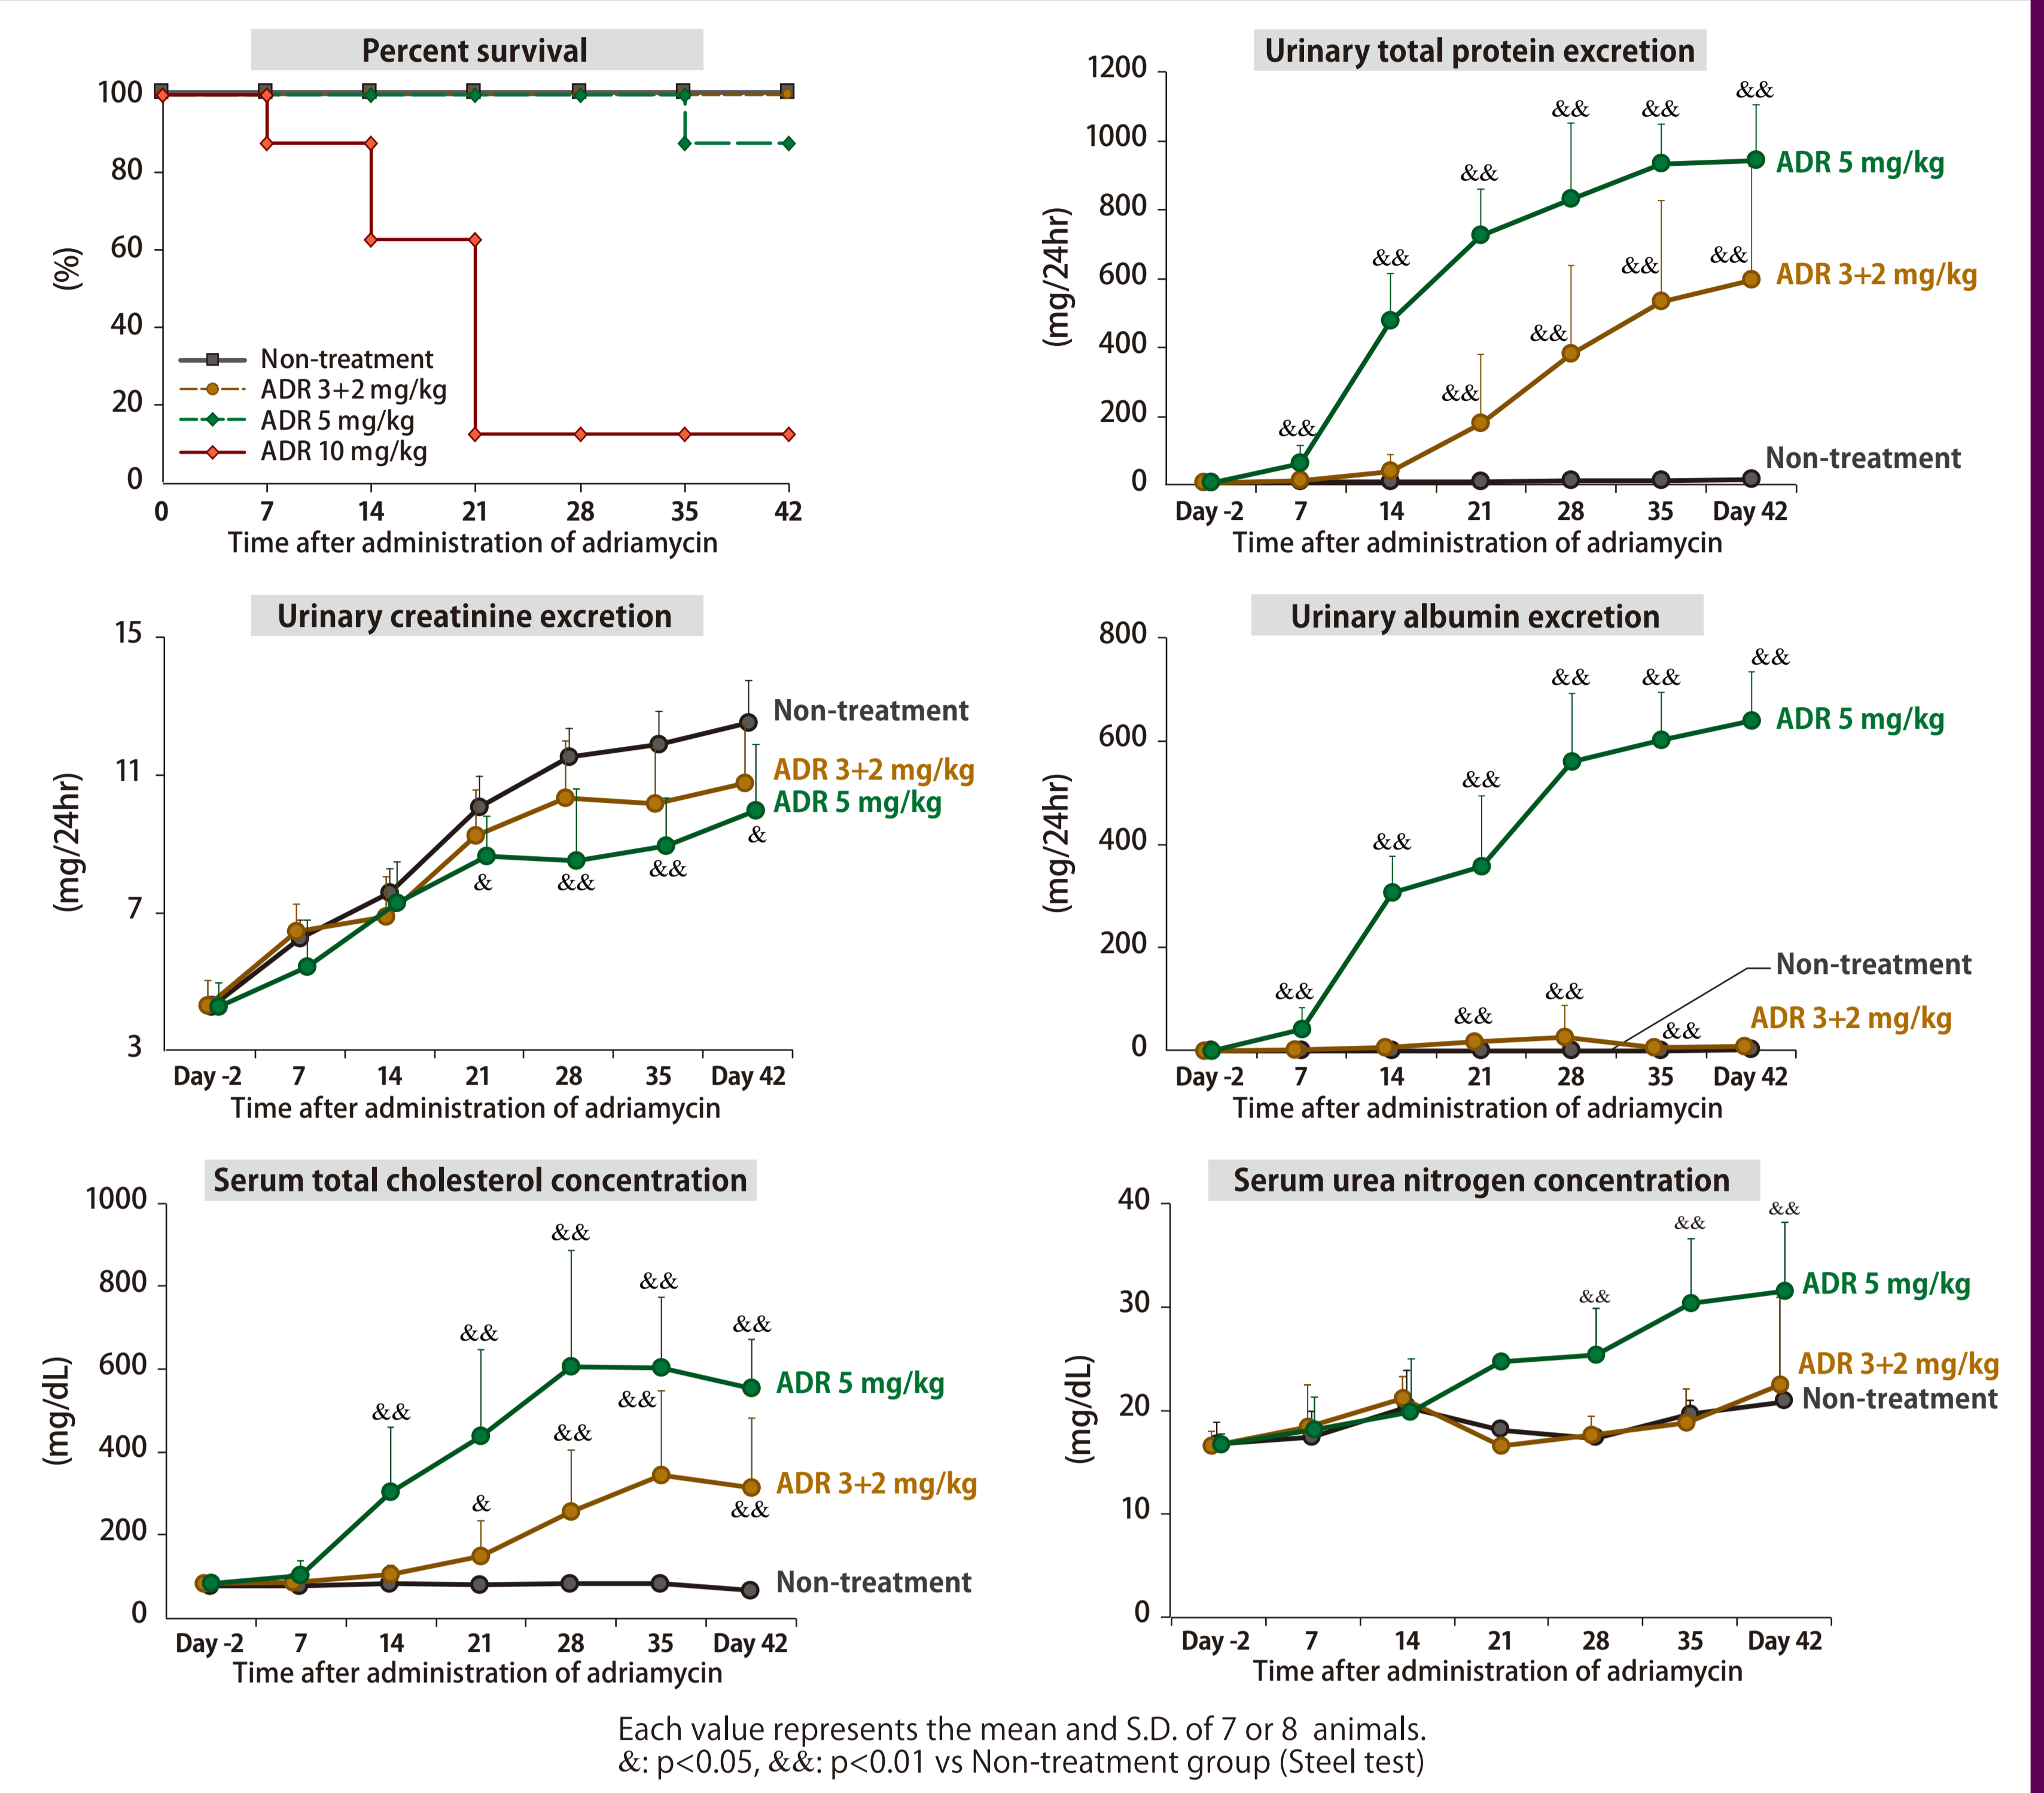 Percent survival
100
80
60
40
20
0
(%)
Non-treatment
ADR 3+2 mg/kg
ADR 5 mg/kg
ADR 10 mg/kg
0 7 14 21 28 35 42
Time after administration of adriamycin
Urinary total protein excretion
1200
1000
800
600
400
200
0
(mg/24hr)
&& && && && && &&
ADR 5 mg/kg
&& && && &&
ADR 3+2 mg/kg
Non-treatment
Day -2 7 14 21 28 35 Day 42
Time after administration of adriamycin
Urinary creatinine excretion
15
11
7
3
(mg/24hr)
Non-treatment
ADR 3+2 mg/kg
ADR 5 mg/kg
& && && &
Day -2 7 14 21 28 35 Day 42
Time after administration of adriamycin
Urinary albumin excretion
800
600
400
200
0
(mg/24hr)
&& && && && && &&
ADR 5 mg/kg
Non-treatment
&& && &&
ADR 3+2 mg/kg
Day -2 7 14 21 28 35 Day 42
Time after administration of adriamycin
Serum total cholesterol concentration
1000
800
600
400
200
0
(mg/dL)
&& && && && &&
ADR 5 mg/kg
& && && &&
ADR 3+2 mg/kg
Non-treatment
Day -2 7 14 21 28 35 Day 42
Time after administration of adriamycin
Serum urea nitrogen concentration
40
30
20
10
0
(mg/dL)
&& && &&
ADR 5 mg/kg
ADR 3+2 mg/kg
Non-treatment
Day -2 7 14 21 28 35 Day 42
Time after administration of adriamycin
Each value represents the mean and S.D. of 7 or 8 animals.
&: p<0.05, &&: p<0.01 vs Non-treatment group (Steel test)